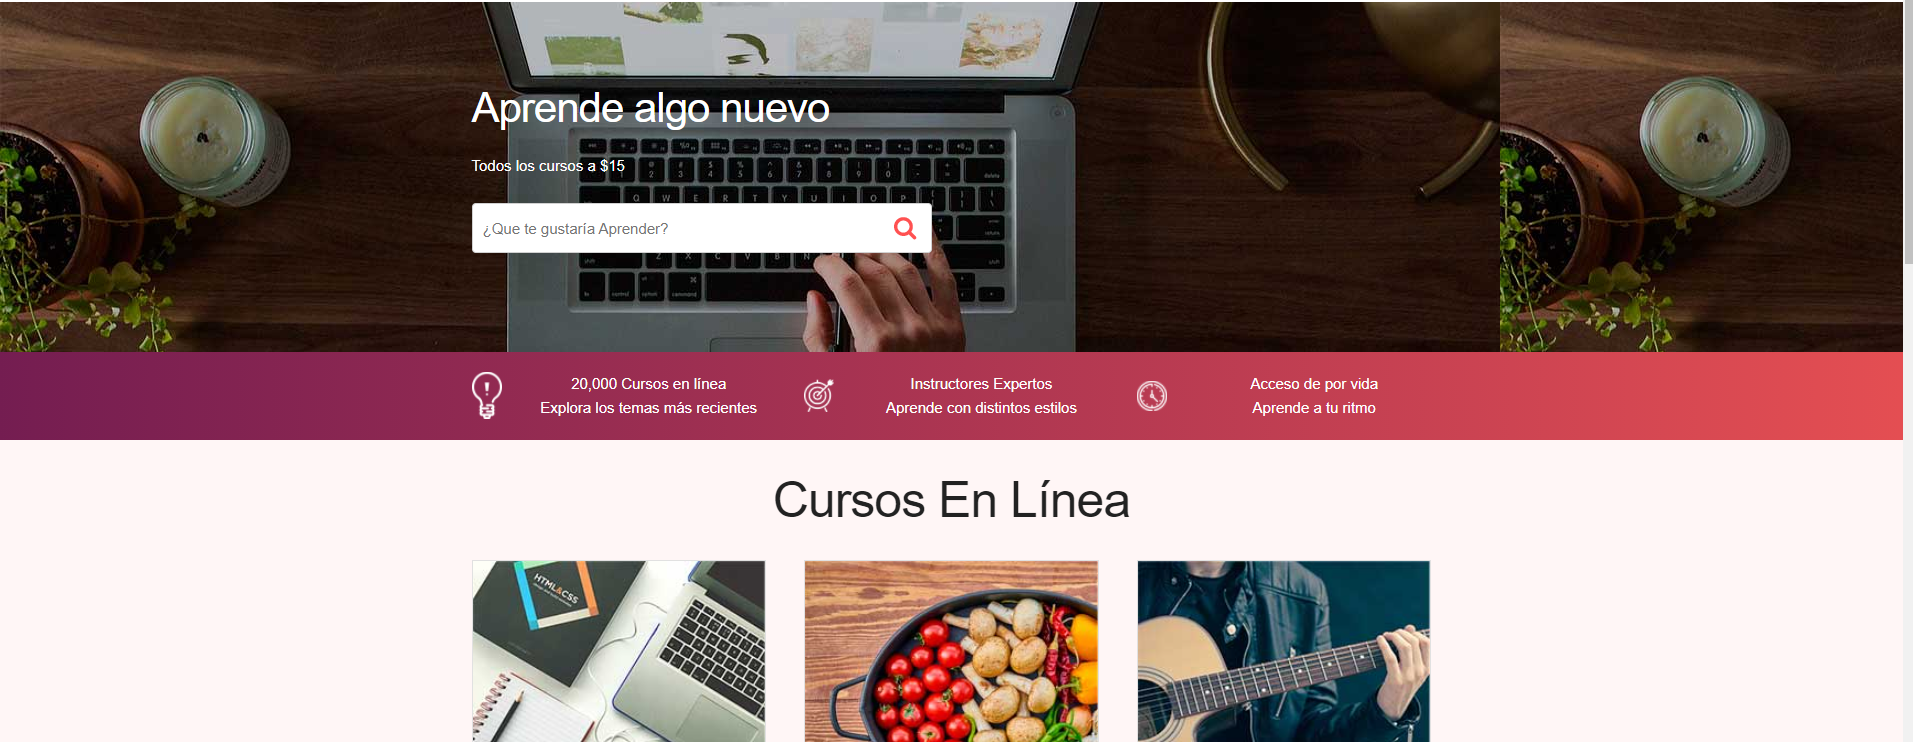 Aprende algo nuevo
Todos los cursos a $15
¿Que te gustaría Aprender?
20,000 Cursos en línea
Explora los temas más recientes
Instructores Expertos
Aprende con distintos estilos
Acceso de por vida
Aprende a tu ritmo
Cursos En Línea
HTML&CSS